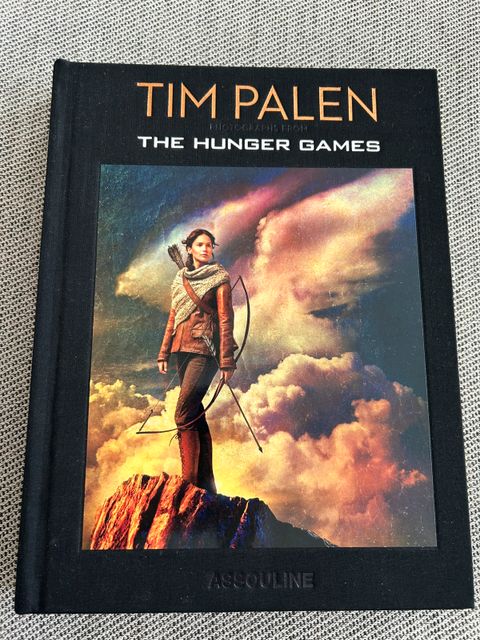 TIM PALEN
PHOTOGRAPHS FROM
THE HUNGER GAMES
ASSOULINE